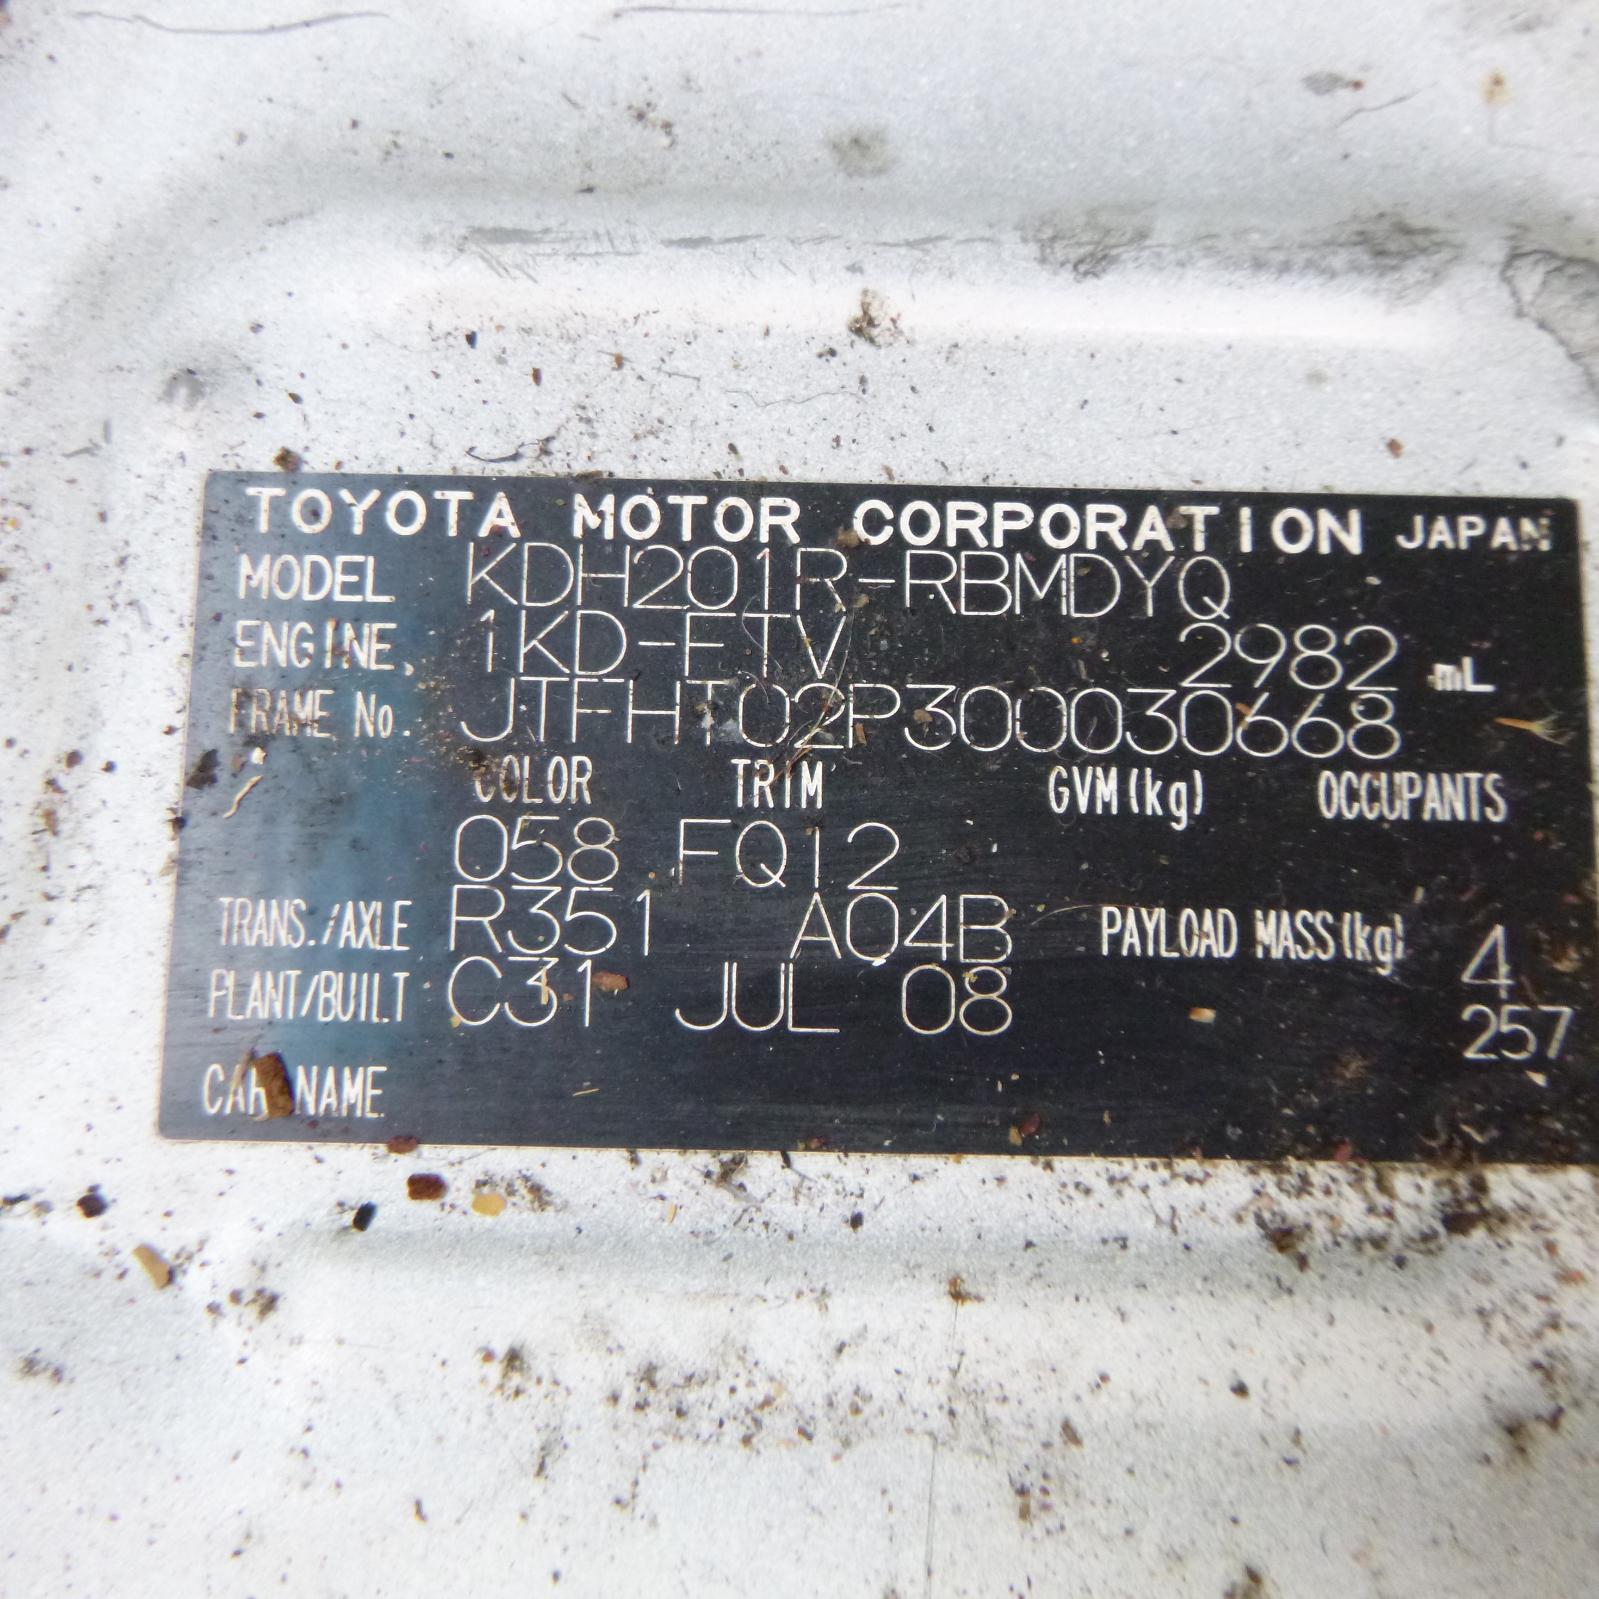 TOYOTA MOTOR CORPORATION JAPAN
MODEL KDH201R-RBMDYQ
ENGINE 1KD-FTV 2982 mL
FRAME No. JTFHT02P300030668
COLOR TRIM GVM(kg) OCCUPANTS
058 FQ12
TRANS./AXLE R351 A04B PAYLOAD MASS(kg) 4
PLANT/BUILT C31 JUL 08 257
CAR NAME